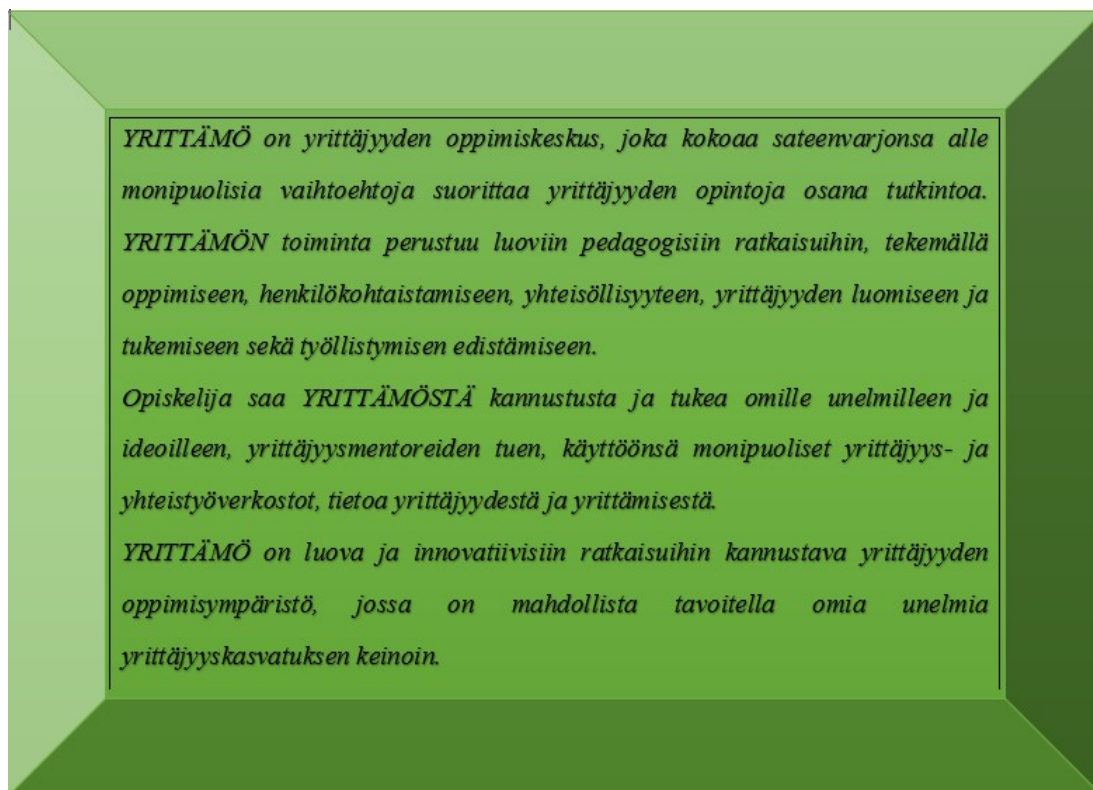 YRITTÄMÖ on yrittäjyyden oppimiskeskus, joka kokoaa sateenvarjonsa alle
monipuolisia vaihtoehtoja suorittaa yrittäjyyden opintoja osana tutkintoa.
YRITTÄMÖN toiminta perustuu luoviin pedagogisiin ratkaisuihin, tekemällä
oppimiseen, henkilökohtaistamiseen, yhteisöllisyyteen, yrittäjyyden luomiseen ja
tukemiseen sekä työllistymisen edistämiseen.
Opiskelija saa YRITTÄMÖSTÄ kannustusta ja tukea omille unelmilleen ja
ideoilleen, yrittäjyysmentoreiden tuen, käyttöönsä monipuoliset yrittäjyys- ja
yhteistyöverkostot, tietoa yrittäjyydestä ja yrittämisestä.
YRITTÄMÖ on luova ja innovatiivisiin ratkaisuihin kannustava yrittäjyyden
oppimisympäristö, jossa on mahdollista tavoitella omia unelmia
yrittäjyyskasvatuksen keinoin.